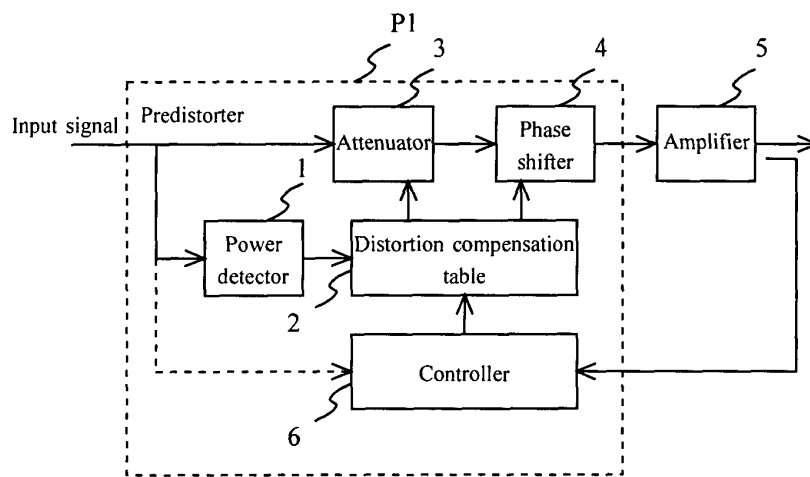 P1
3
4
5
Input signal
Predistorter
Attenuator
Phase
shifter
Amplifier
1
Power
detector
Distortion compensation
table
2
Controller
6